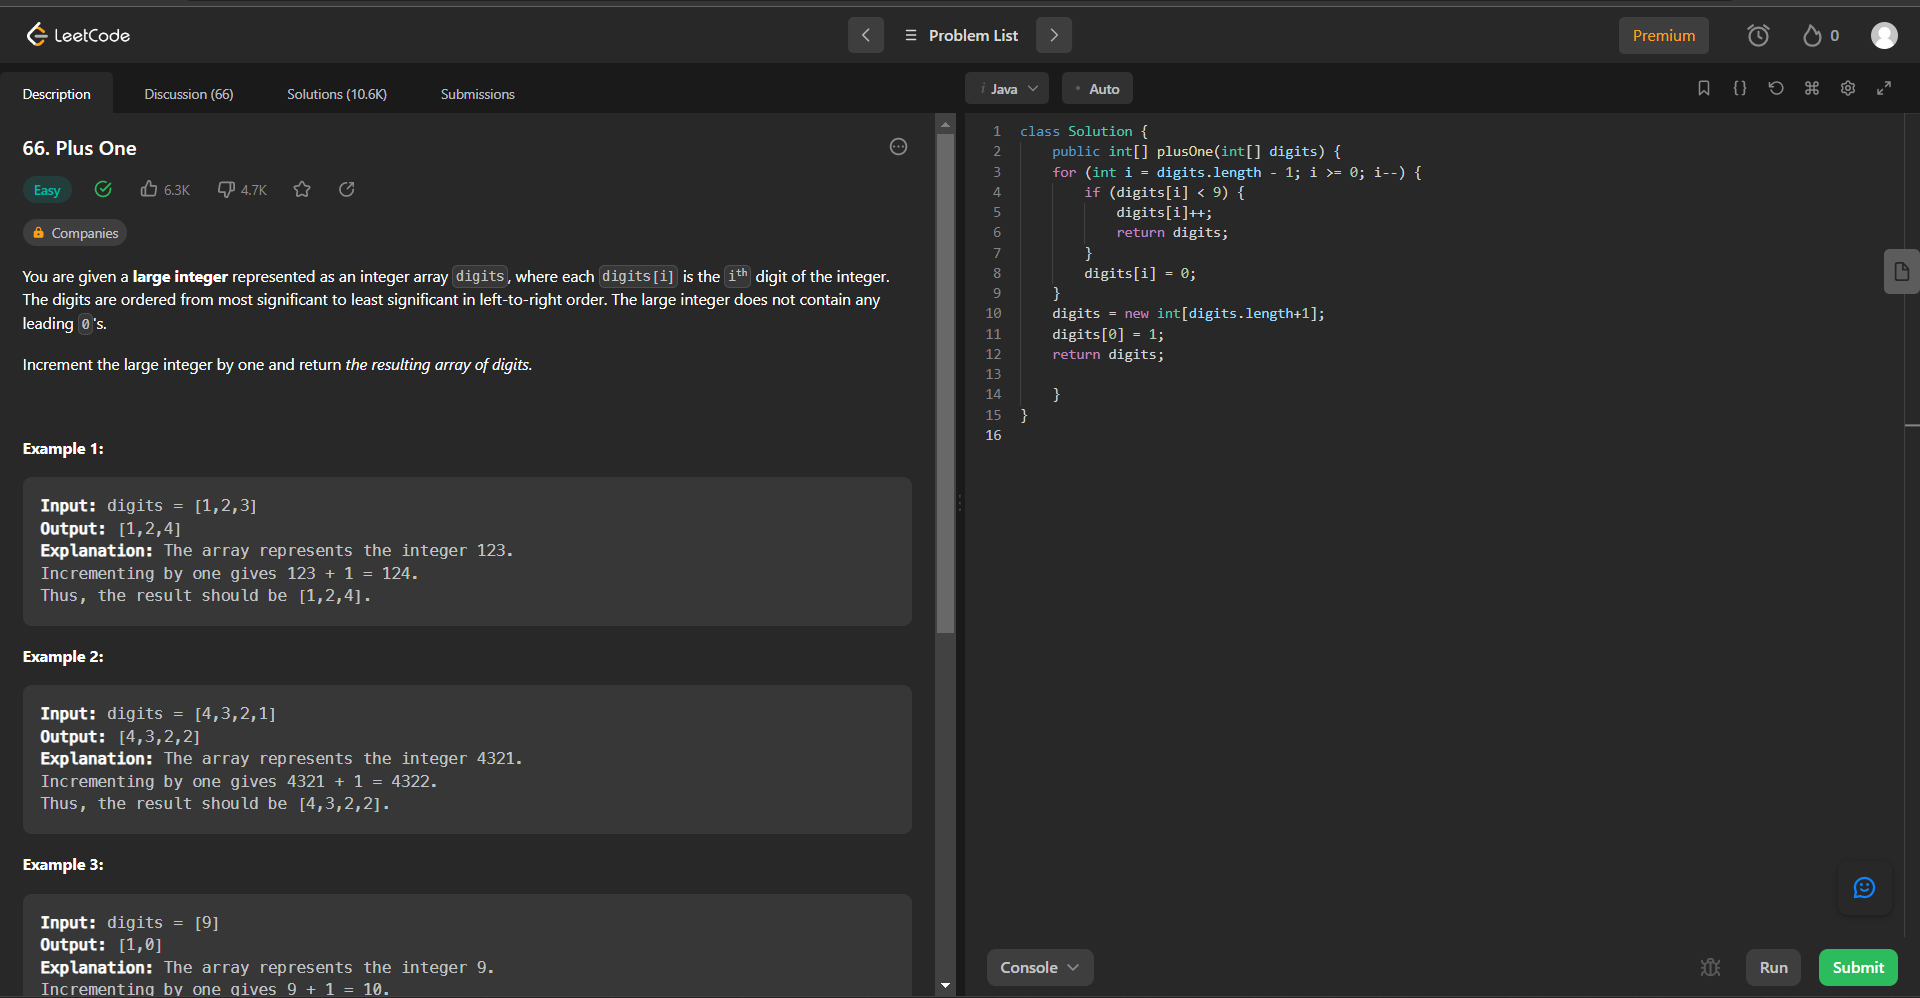 LeetCode
Problem List
Premium
0
Description
Discussion (66)
Solutions (10.6K)
Submissions
i Java
Auto
66. Plus One
Easy
6.3K
4.7K
Companies
You are given a large integer represented as an integer array digits, where each digits[i] is the ith digit of the integer.
The digits are ordered from most significant to least significant in left-to-right order. The large integer does not contain any
leading 0's.
Increment the large integer by one and return the resulting array of digits.
Example 1:
Input: digits = [1,2,3]
Output: [1,2,4]
Explanation: The array represents the integer 123.
Incrementing by one gives 123 + 1 = 124.
Thus, the result should be [1,2,4].
Example 2:
Input: digits = [4,3,2,1]
Output: [4,3,2,2]
Explanation: The array represents the integer 4321.
Incrementing by one gives 4321 + 1 = 4322.
Thus, the result should be [4,3,2,2].
Example 3:
Input: digits = [9]
Output: [1,0]
Explanation: The array represents the integer 9.
Incrementing by one gives 9 + 1 = 10.
1 class Solution {
2 public int[] plusOne(int[] digits) {
3 for (int i = digits.length - 1; i >= 0; i--) {
4 if (digits[i] < 9) {
5 digits[i]++;
6 return digits;
7 }
8 digits[i] = 0;
9 }
10 digits = new int[digits.length+1];
11 digits[0] = 1;
12 return digits;
13
14 }
15 }
16
Console
Run
Submit